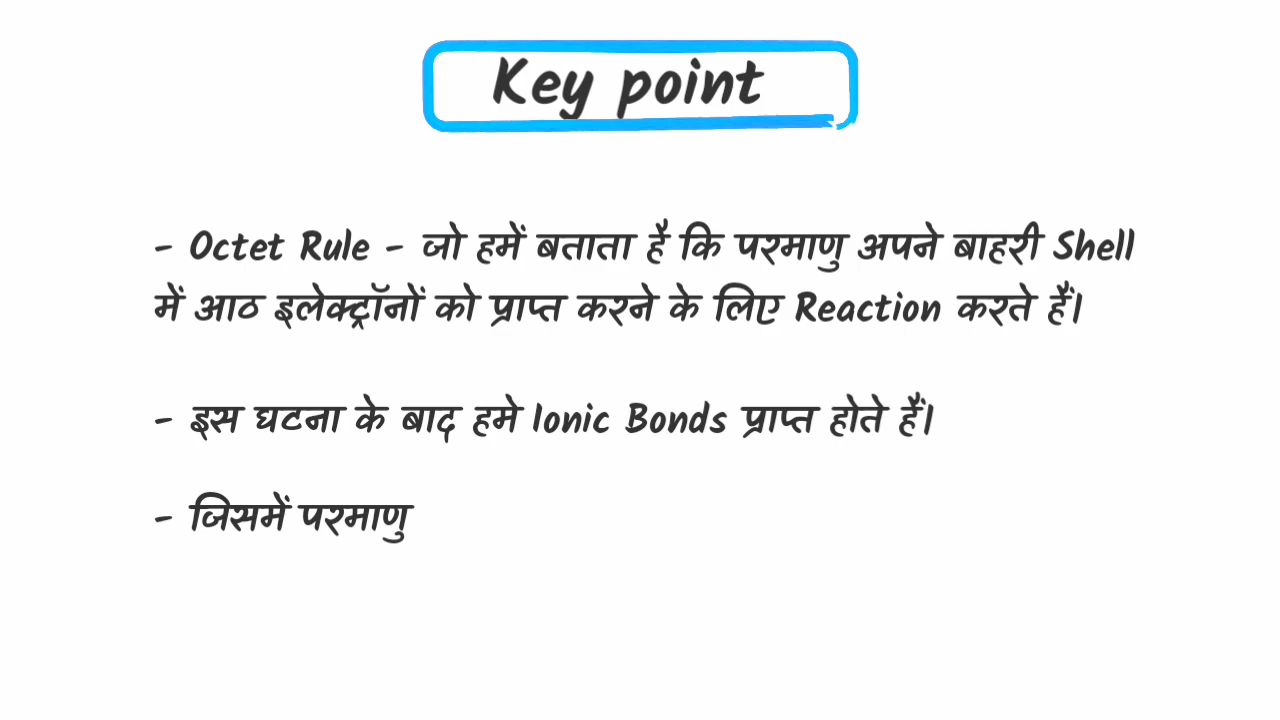 Key point
- Octet Rule - जो हमें बताता है कि परमाणु अपने बाहरी Shell
में आठ इलेक्ट्रॉनों को प्राप्त करने के लिए Reaction करते हैं।
- इस घटना के बाद हमे Ionic Bonds प्राप्त होते हैं।
- जिसमें परमाणु